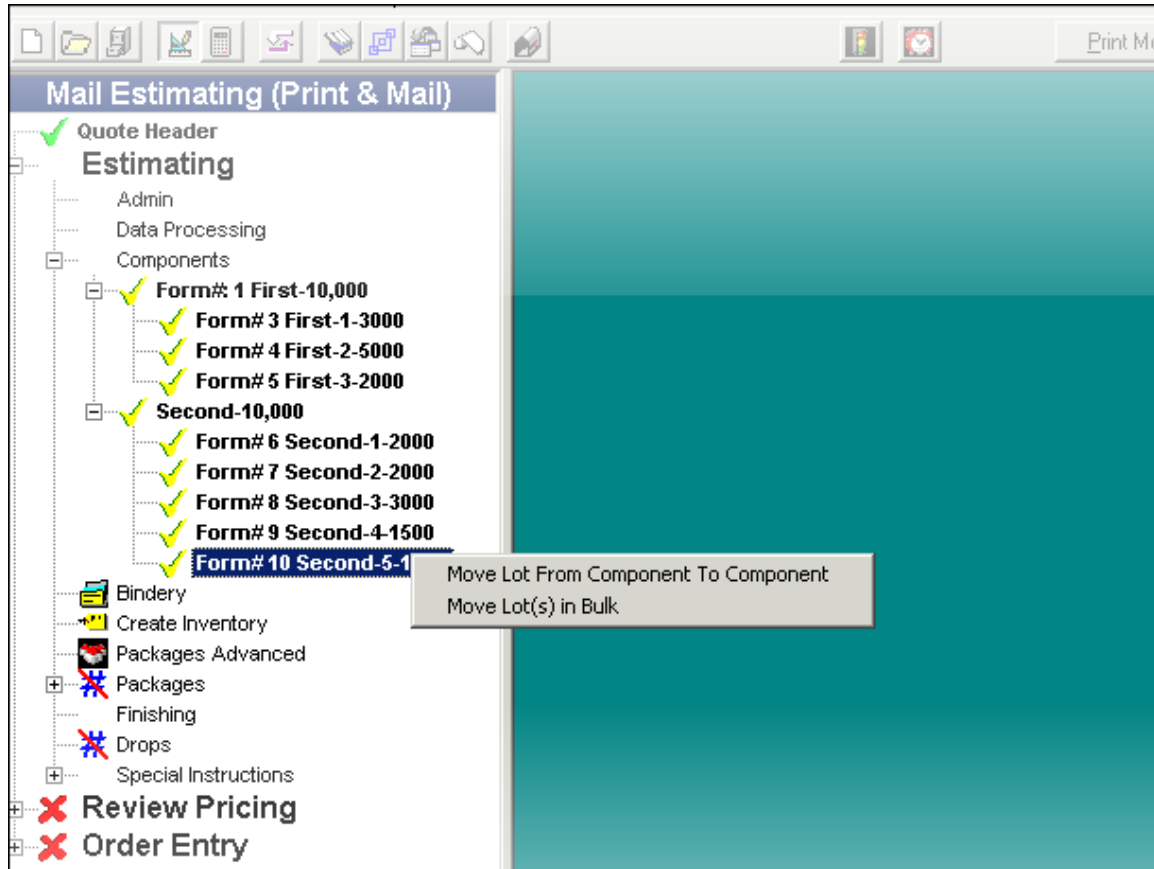 Print M
Mail Estimating (Print & Mail)
Quote Header
Estimating
Admin
Data Processing
Components
Form#: 1 First-10,000
Form# 3 First-1-3000
Form# 4 First-2-5000
Form# 5 First-3-2000
Second-10,000
Form# 6 Second-1-2000
Form# 7 Second-2-2000
Form# 8 Second-3-3000
Form# 9 Second-4-1500
Form# 10 Second-5-1
Move Lot From Component To Component
Move Lot(s) in Bulk
Bindery
Create Inventory
Packages Advanced
Packages
Finishing
Drops
Special Instructions
Review Pricing
Order Entry